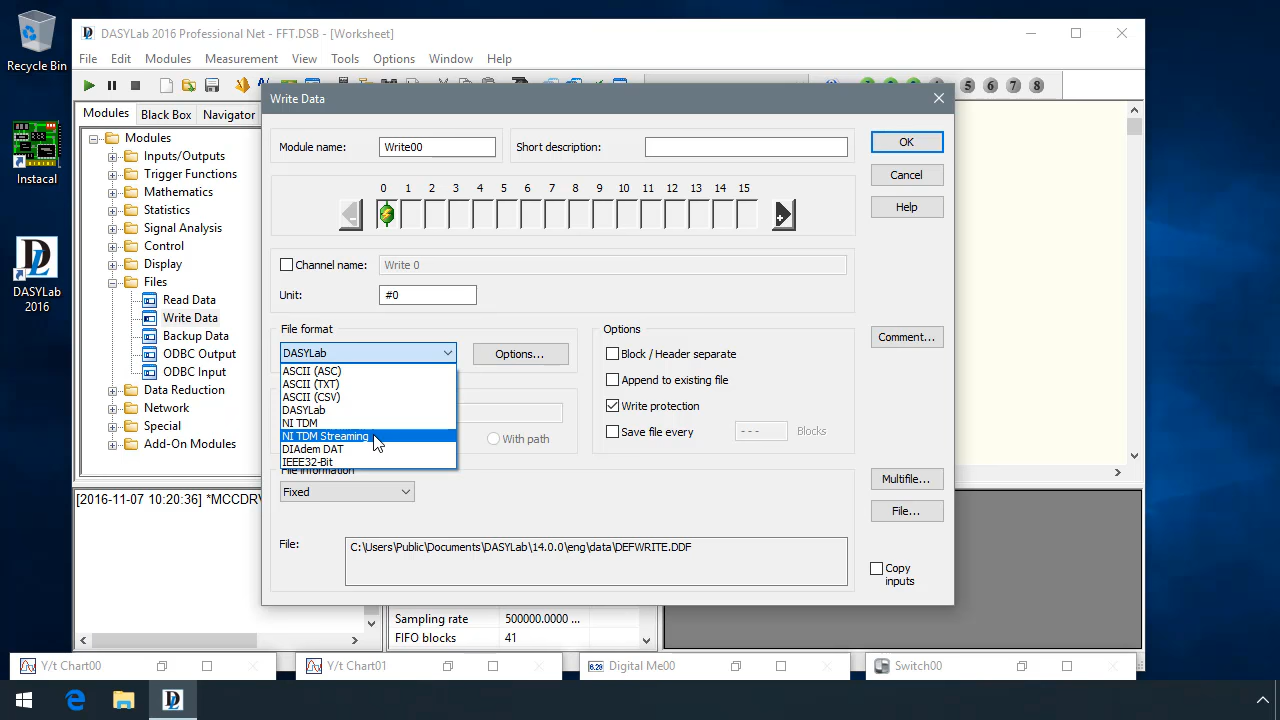 Recycle Bin
Instacal
DASYLab
2016
DASYLab 2016 Professional Net - FFT.DSB - [Worksheet]
File Edit Modules Measurement View Tools Options Window Help
5 6 7 8
Modules Black Box Navigator
Modules
Inputs/Outputs
Trigger Functions
Mathematics
Statistics
Signal Analysis
Control
Display
Files
Read Data
Write Data
Backup Data
ODBC Output
ODBC Input
Data Reduction
Network
Special
Add-On Modules
[2016-11-07 10:20:36] *MCCDRV
Write Data
Module name: Write00 Short description:
0 1 2 3 4 5 6 7 8 9 10 11 12 13 14 15
Channel name: Write 0
Unit: #0
File format
DASYLab
Options...
ASCII (ASC)
ASCII (TXT)
ASCII (CSV)
DASYLab
NI TDM
NI TDM Streaming
DIAdem DAT
IEEE32-Bit
With path
Options
Block / Header separate
Append to existing file
Write protection
Save file every - - - Blocks
File information
Fixed
File: C:\Users\Public\Documents\DASYLab\14.0.0\eng\data\DEFWRITE.DDF
OK
Cancel
Help
Comment...
Multifile...
File...
Copy
inputs
Sampling rate 500000.0000 ...
FIFO blocks 41
Y/t Chart00
Y/t Chart01
6.28 Digital Me00
Switch00